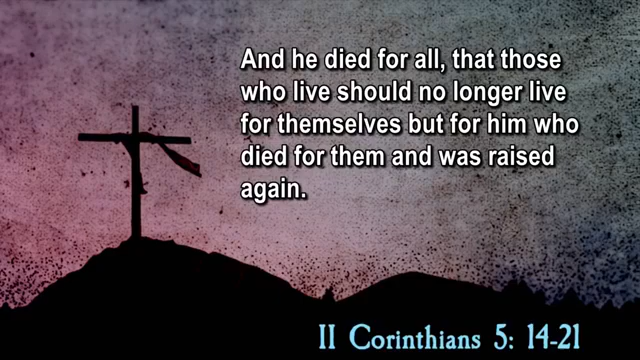 And he died for all, that those
who live should no longer live
for themselves but for him who
died for them and was raised
again.
II Corinthians 5: 14-21